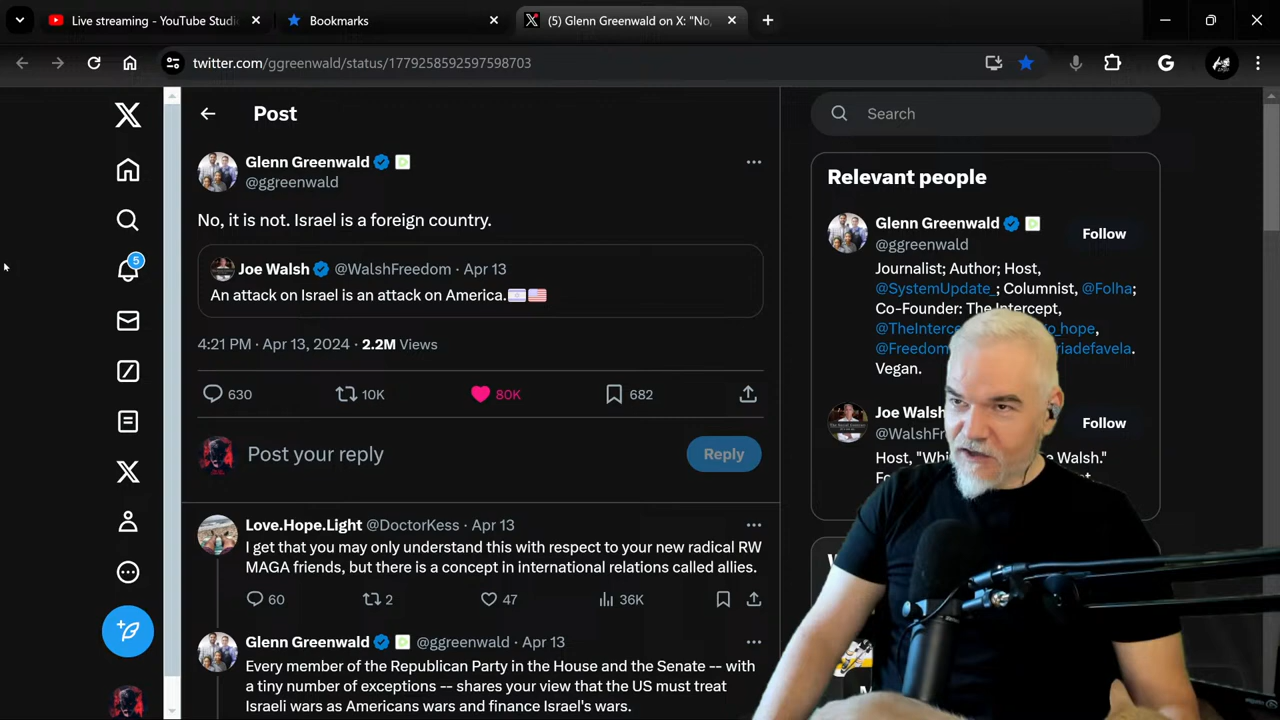 Live streaming - YouTube Studi
Bookmarks
(5) Glenn Greenwald on X: "No,
twitter.com/ggreenwald/status/1779258592597598703
Post
Search
Glenn Greenwald
@ggreenwald
No, it is not. Israel is a foreign country.
Joe Walsh @WalshFreedom · Apr 13
An attack on Israel is an attack on America.
4:21 PM · Apr 13, 2024 · 2.2M Views
630 10K 80K 682
Post your reply
Reply
Love.Hope.Light @DoctorKess · Apr 13
I get that you may only understand this with respect to your new radical RW
MAGA friends, but there is a concept in international relations called allies.
60 2 47 36K
Glenn Greenwald @ggreenwald · Apr 13
Every member of the Republican Party in the House and the Senate -- with
a tiny number of exceptions -- shares your view that the US must treat
Israeli wars as Americans wars and finance Israel's wars.
5
Relevant people
Glenn Greenwald
@ggreenwald
Follow
Journalist; Author; Host,
@SystemUpdate_; Columnist, @Folha;
Co-Founder: The Intercept,
@TheInterce o_hope,
@Freedom riadefavela.
Vegan.
Joe Wals
@WalshF
Follow
Host, "Whi e Walsh."